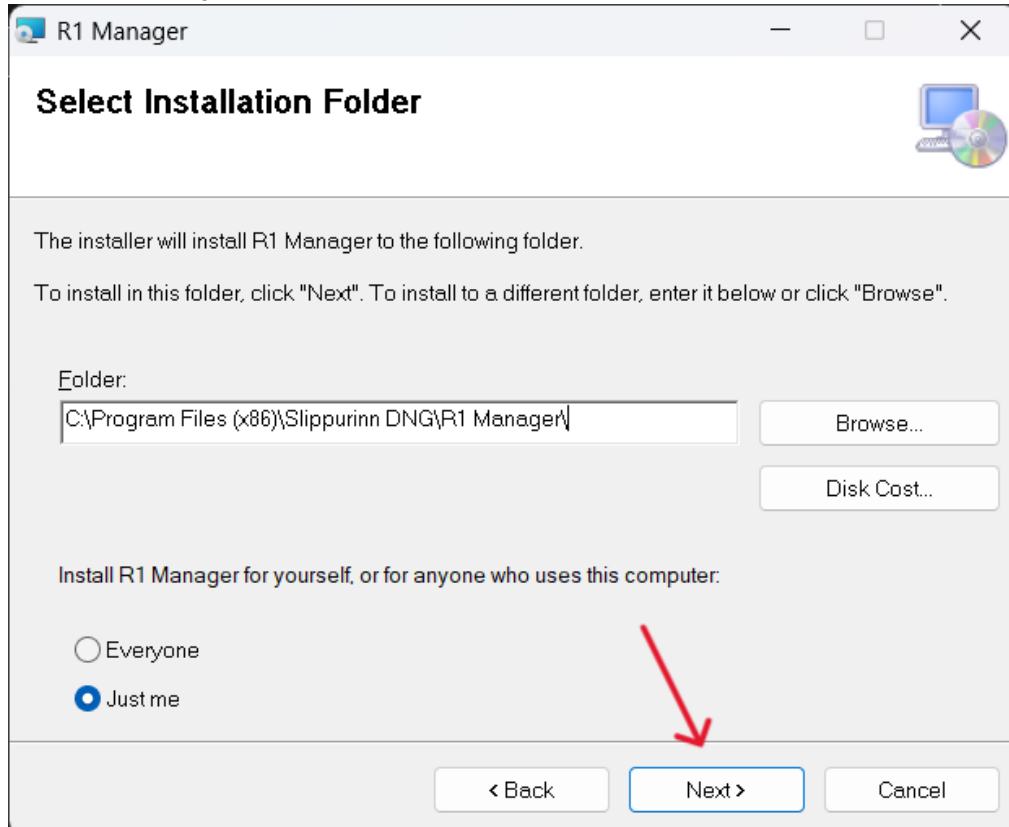 R1 Manager
Select Installation Folder
The installer will install R1 Manager to the following folder.
To install in this folder, click "Next". To install to a different folder, enter it below or click "Browse".
Folder:
C:\Program Files (x86)\Slippurinn DNG\R1 Manager\
Browse...
Disk Cost...
Install R1 Manager for yourself, or for anyone who uses this computer:
Everyone
Just me
< Back
Next >
Cancel